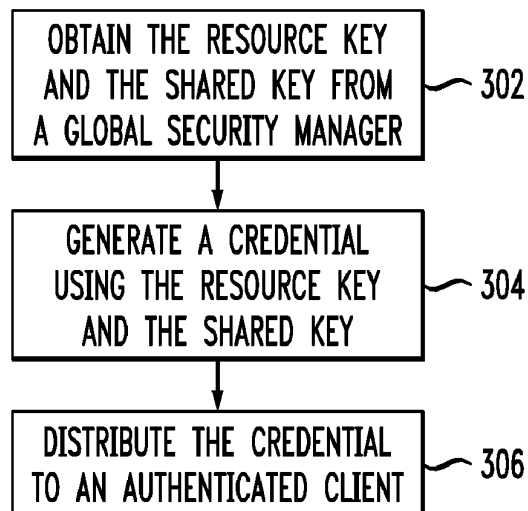 OBTAIN THE RESOURCE KEY
AND THE SHARED KEY FROM
A GLOBAL SECURITY MANAGER
302
GENERATE A CREDENTIAL
USING THE RESOURCE KEY
AND THE SHARED KEY
304
DISTRIBUTE THE CREDENTIAL
TO AN AUTHENTICATED CLIENT
306